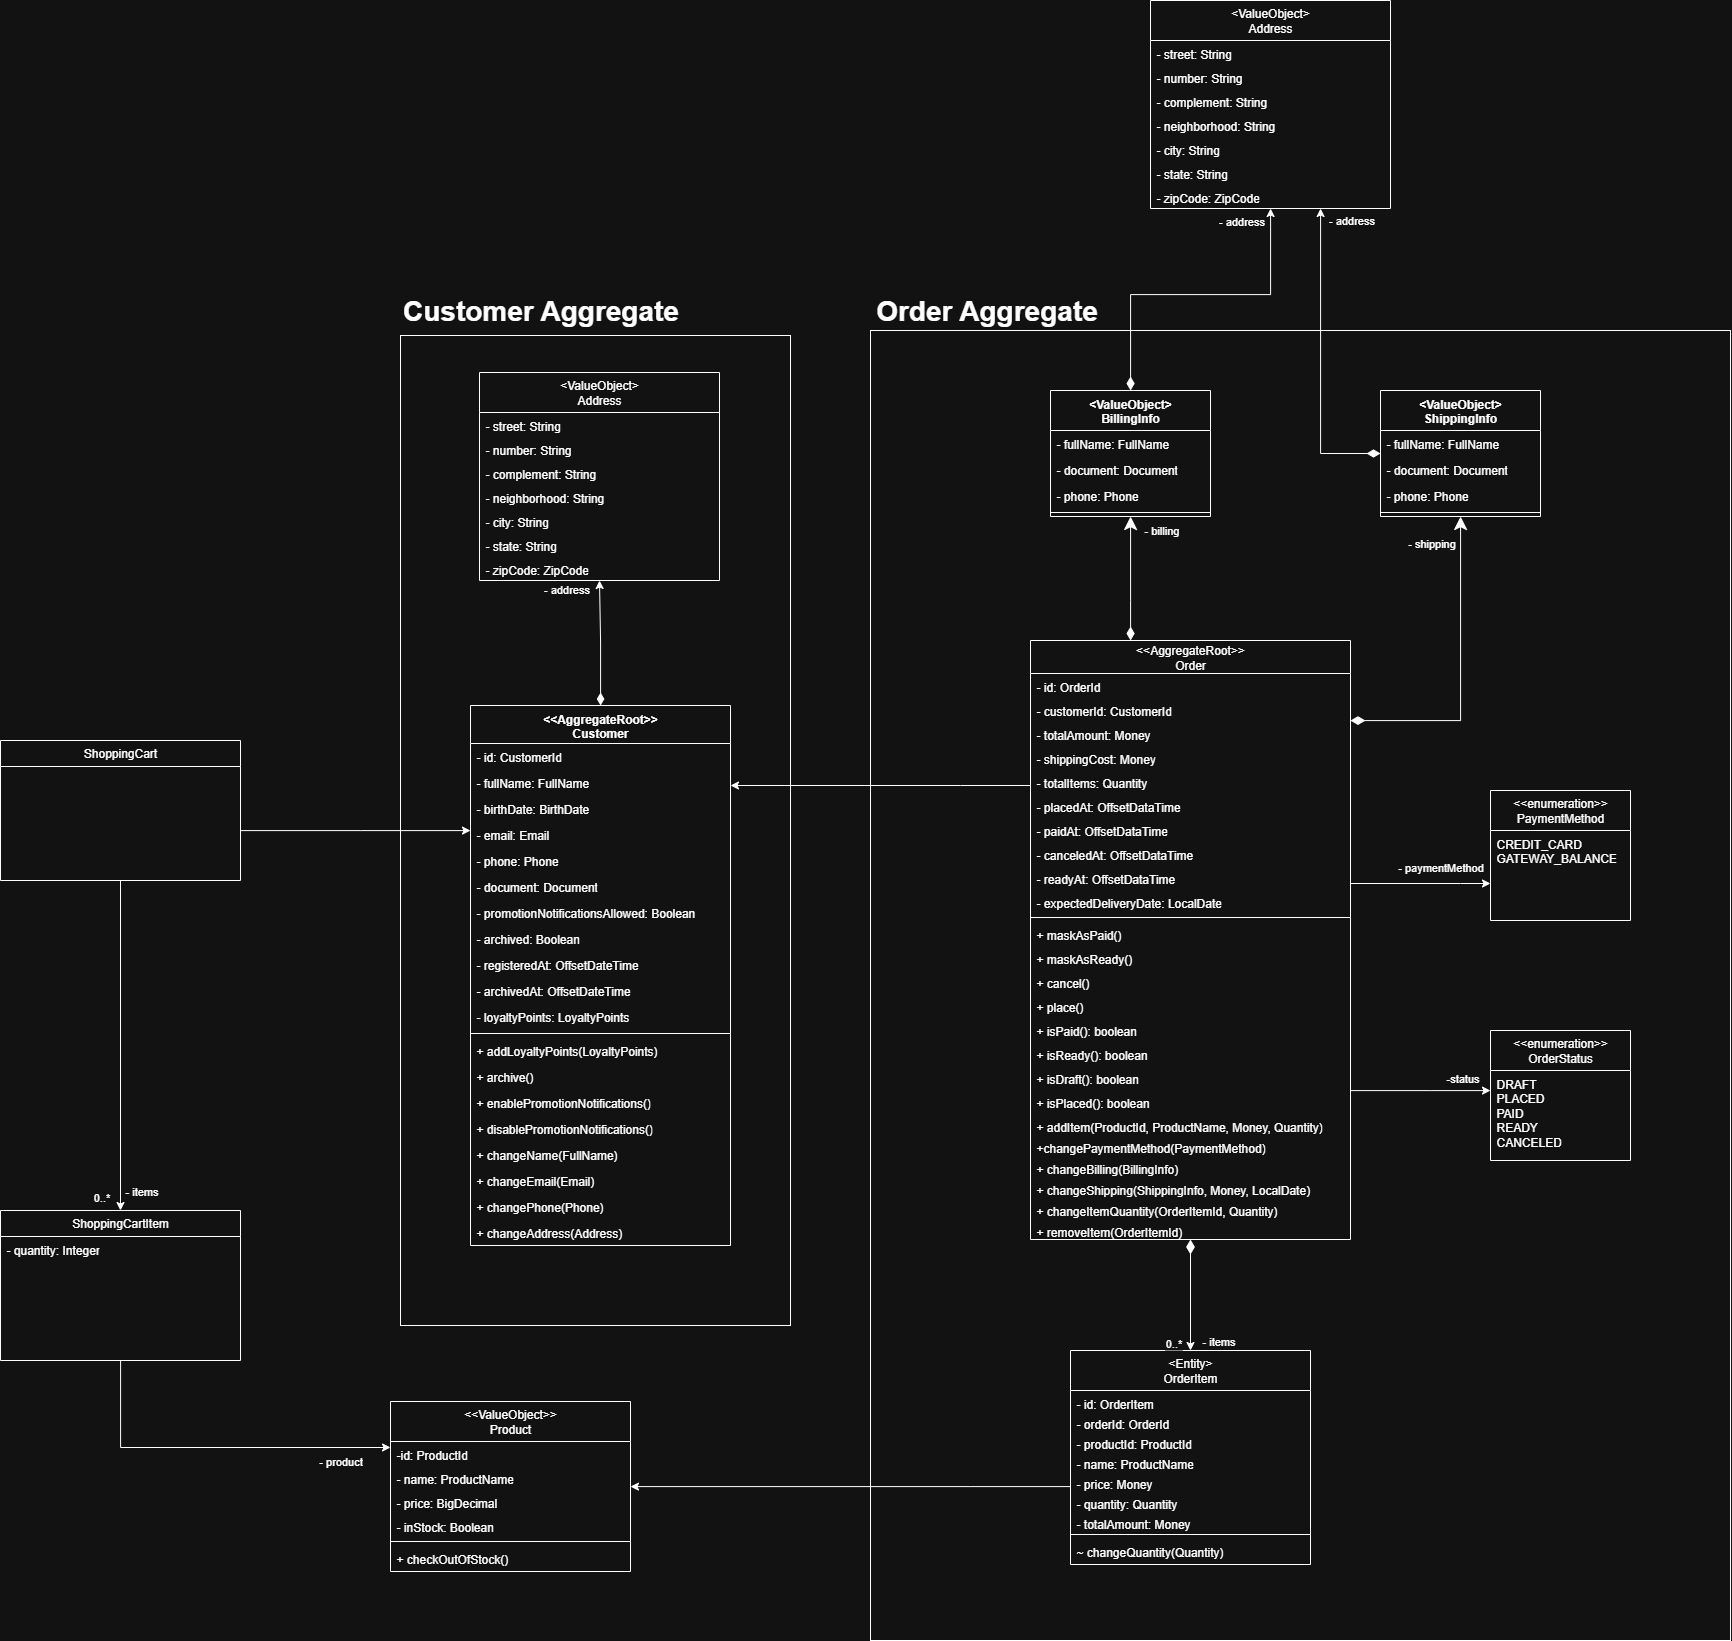 <ValueObject>
Address
- street: String
- number: String
- complement: String
- neighborhood: String
- city: String
- state: String
- zipCode: ZipCode
- address
- address
Customer Aggregate
<ValueObject>
Address
- street: String
- number: String
- complement: String
- neighborhood: String
- city: String
- state: String
- zipCode: ZipCode
- address
<<AggregateRoot>>
Customer
- id: CustomerId
- fullName: FullName
- birthDate: BirthDate
- email: Email
- phone: Phone
- document: Document
- promotionNotificationsAllowed: Boolean
- archived: Boolean
- registeredAt: OffsetDateTime
- archivedAt: OffsetDateTime
- loyaltyPoints: LoyaltyPoints
+ addLoyaltyPoints(LoyaltyPoints)
+ archive()
+ enablePromotionNotifications()
+ disablePromotionNotifications()
+ changeName(FullName)
+ changeEmail(Email)
+ changePhone(Phone)
+ changeAddress(Address)
Order Aggregate
<ValueObject>
BillingInfo
- fullName: FullName
- document: Document
- phone: Phone
- billing
<ValueObject>
ShippingInfo
- fullName: FullName
- document: Document
- phone: Phone
- shipping
<<AggregateRoot>>
Order
- id: OrderId
- customerId: CustomerId
- totalAmount: Money
- shippingCost: Money
- totalItems: Quantity
- placedAt: OffsetDataTime
- paidAt: OffsetDataTime
- canceledAt: OffsetDataTime
- readyAt: OffsetDataTime
- expectedDeliveryDate: LocalDate
+ maskAsPaid()
+ maskAsReady()
+ cancel()
+ place()
+ isPaid(): boolean
+ isReady(): boolean
+ isDraft(): boolean
+ isPlaced(): boolean
+ addItem(ProductId, ProductName, Money, Quantity)
+changePaymentMethod(PaymentMethod)
+ changeBilling(BillingInfo)
+ changeShipping(ShippingInfo, Money, LocalDate)
+ changeItemQuantity(OrderItemId, Quantity)
+ removeItem(OrderItemId)
<<enumeration>>
PaymentMethod
CREDIT_CARD
GATEWAY_BALANCE
- paymentMethod
<<enumeration>>
OrderStatus
DRAFT
PLACED
PAID
READY
CANCELED
-status
0..*
- items
<Entity>
OrderItem
- id: OrderItem
- orderId: OrderId
- productId: ProductId
- name: ProductName
- price: Money
- quantity: Quantity
- totalAmount: Money
~ changeQuantity(Quantity)
ShoppingCart
0..*
- items
ShoppingCartItem
- quantity: Integer
- product
<<ValueObject>>
Product
-id: ProductId
- name: ProductName
- price: BigDecimal
- inStock: Boolean
+ checkOutOfStock()